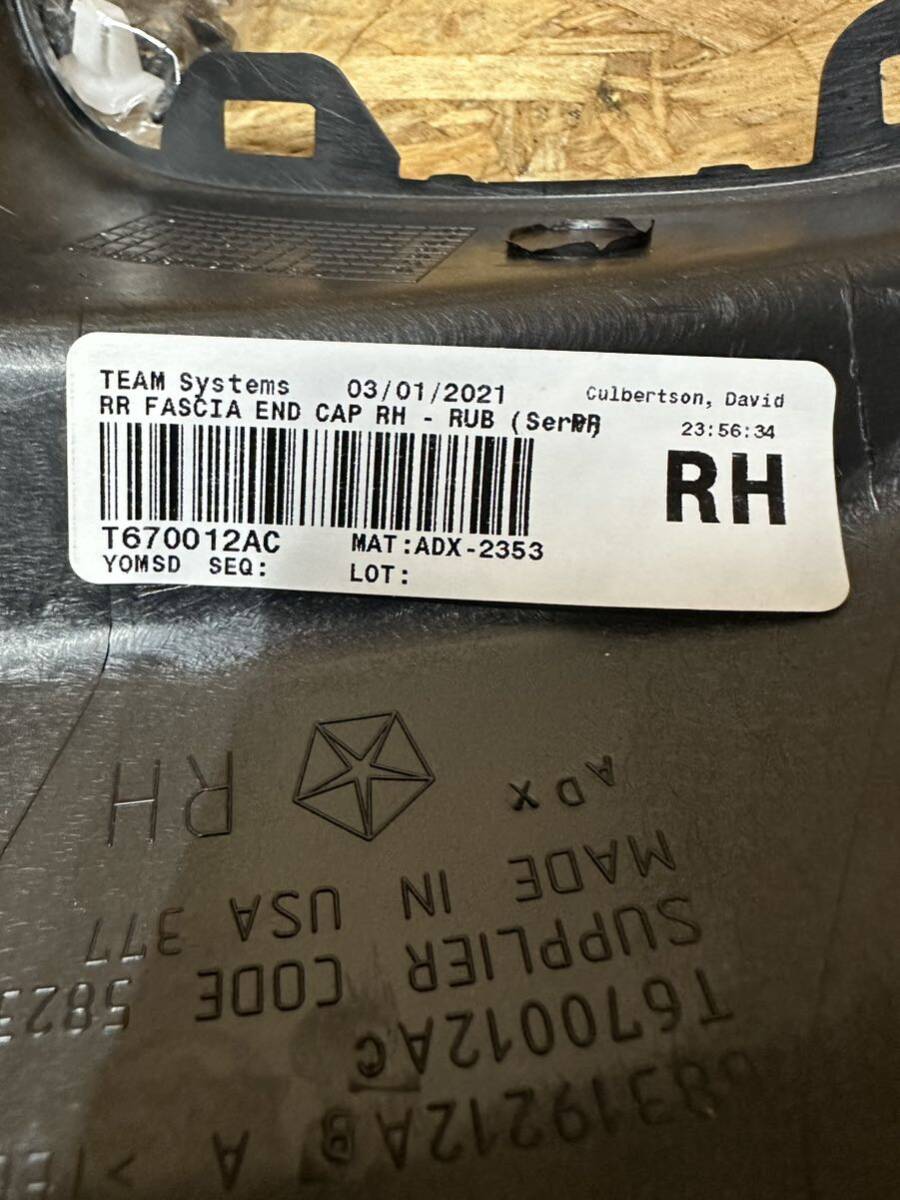 TEAM Systems 03/01/2021 Culbertson, David
RR FASCIA END CAP RH - RUB 23:56:34
RH
T670012AC MAT:ADX-2353
YOMSD SEQ: LOT:
RH
ADX
MADE IN USA 377
SUPPLIER CODE
T670012AC
A